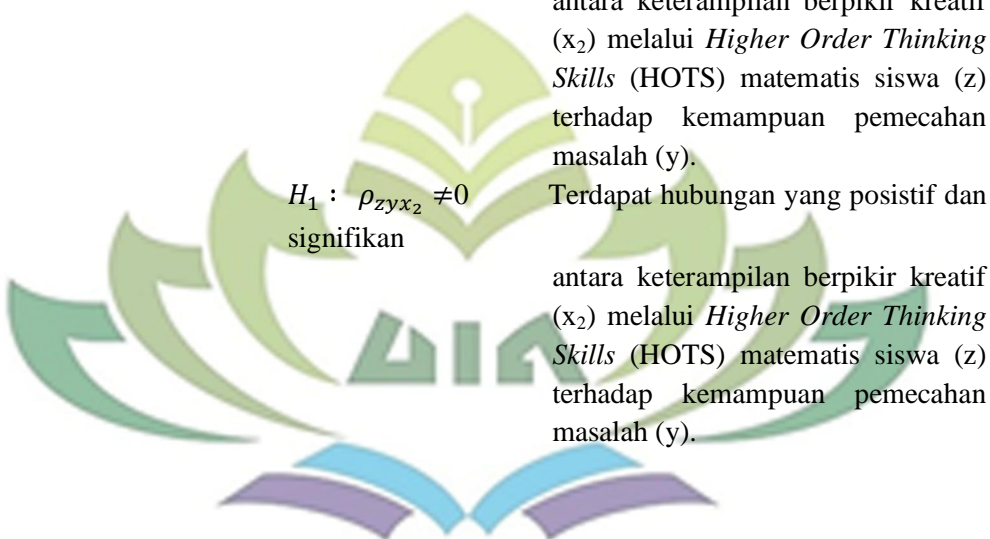 antara keterampilan berpikir kreatif
(x₂) melalui Higher Order Thinking
Skills (HOTS) matematis siswa (z)
terhadap kemampuan pemecahan
masalah (y).
H₁ : ρ_zyx₂ ≠0 Terdapat hubungan yang posistif dan
signifikan
antara keterampilan berpikir kreatif
(x₂) melalui Higher Order Thinking
Skills (HOTS) matematis siswa (z)
terhadap kemampuan pemecahan
masalah (y).